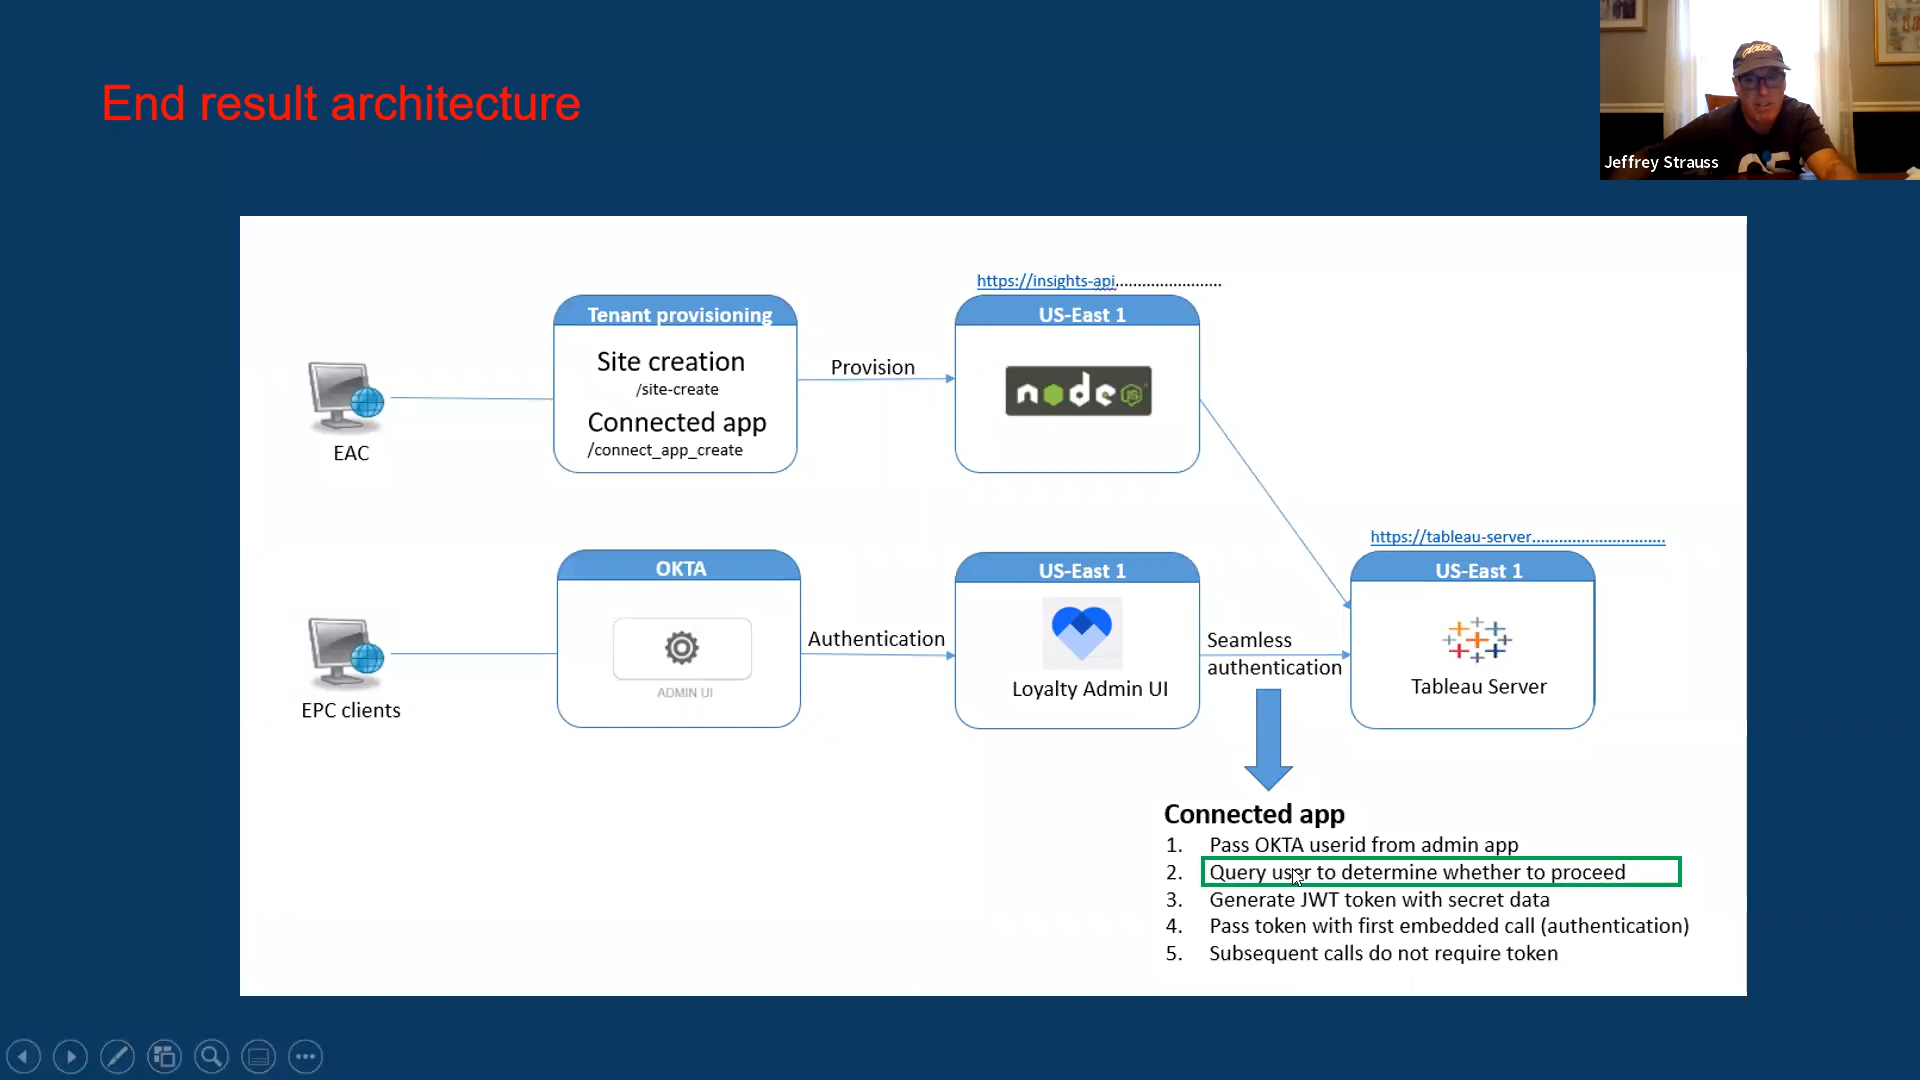 End result architecture
Jeffrey Strauss
https://insights-api........................
Tenant provisioning
Site creation
/site-create
Connected app
/connect_app_create
Provision
US-East 1
node
JS
EAC
https://tableau-server..............................
OKTA
ADMIN UI
Authentication
US-East 1
Loyalty Admin UI
Seamless
authentication
US-East 1
Tableau Server
EPC clients
Connected app
1. Pass OKTA userid from admin app
2. Query user to determine whether to proceed
3. Generate JWT token with secret data
4. Pass token with first embedded call (authentication)
5. Subsequent calls do not require token